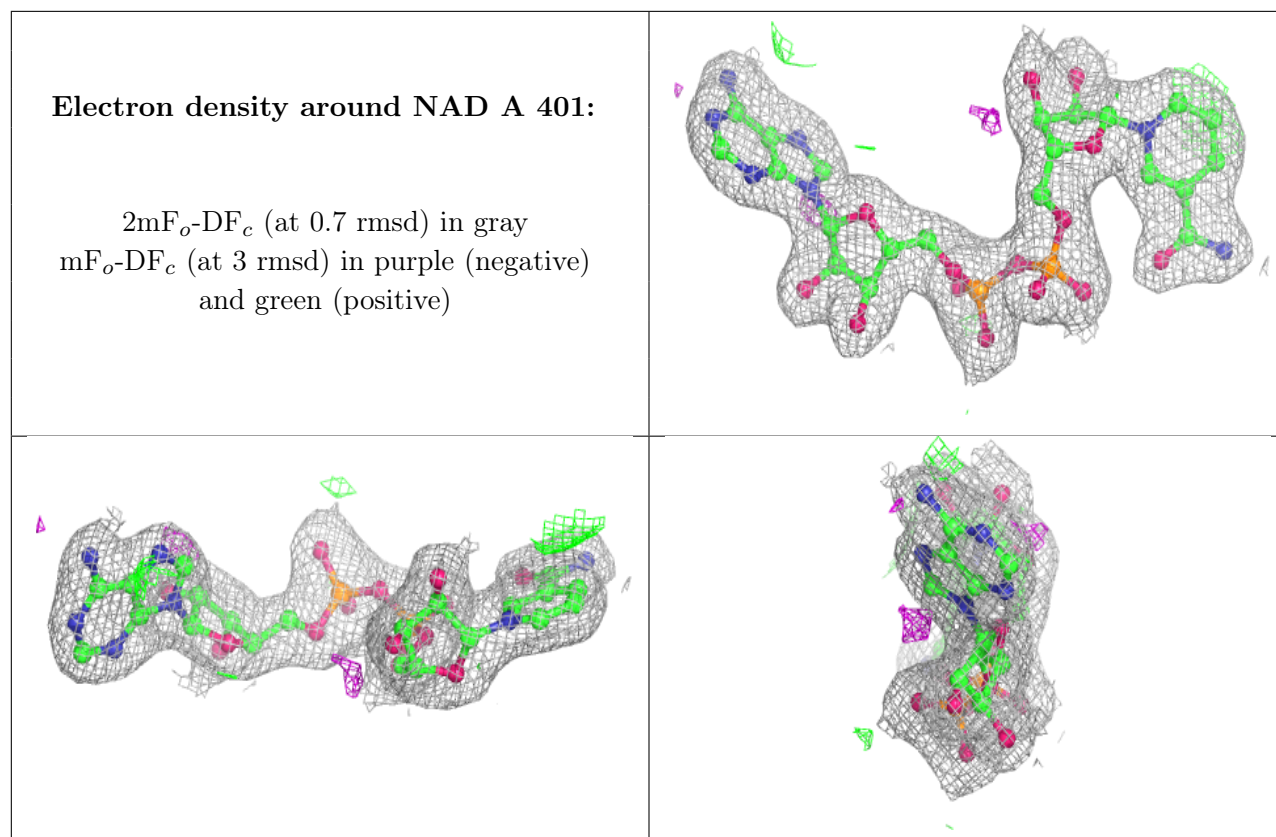 Electron density around NAD A 401:
2mFo-DFc (at 0.7 rmsd) in gray
mFo-DFc (at 3 rmsd) in purple (negative)
and green (positive)